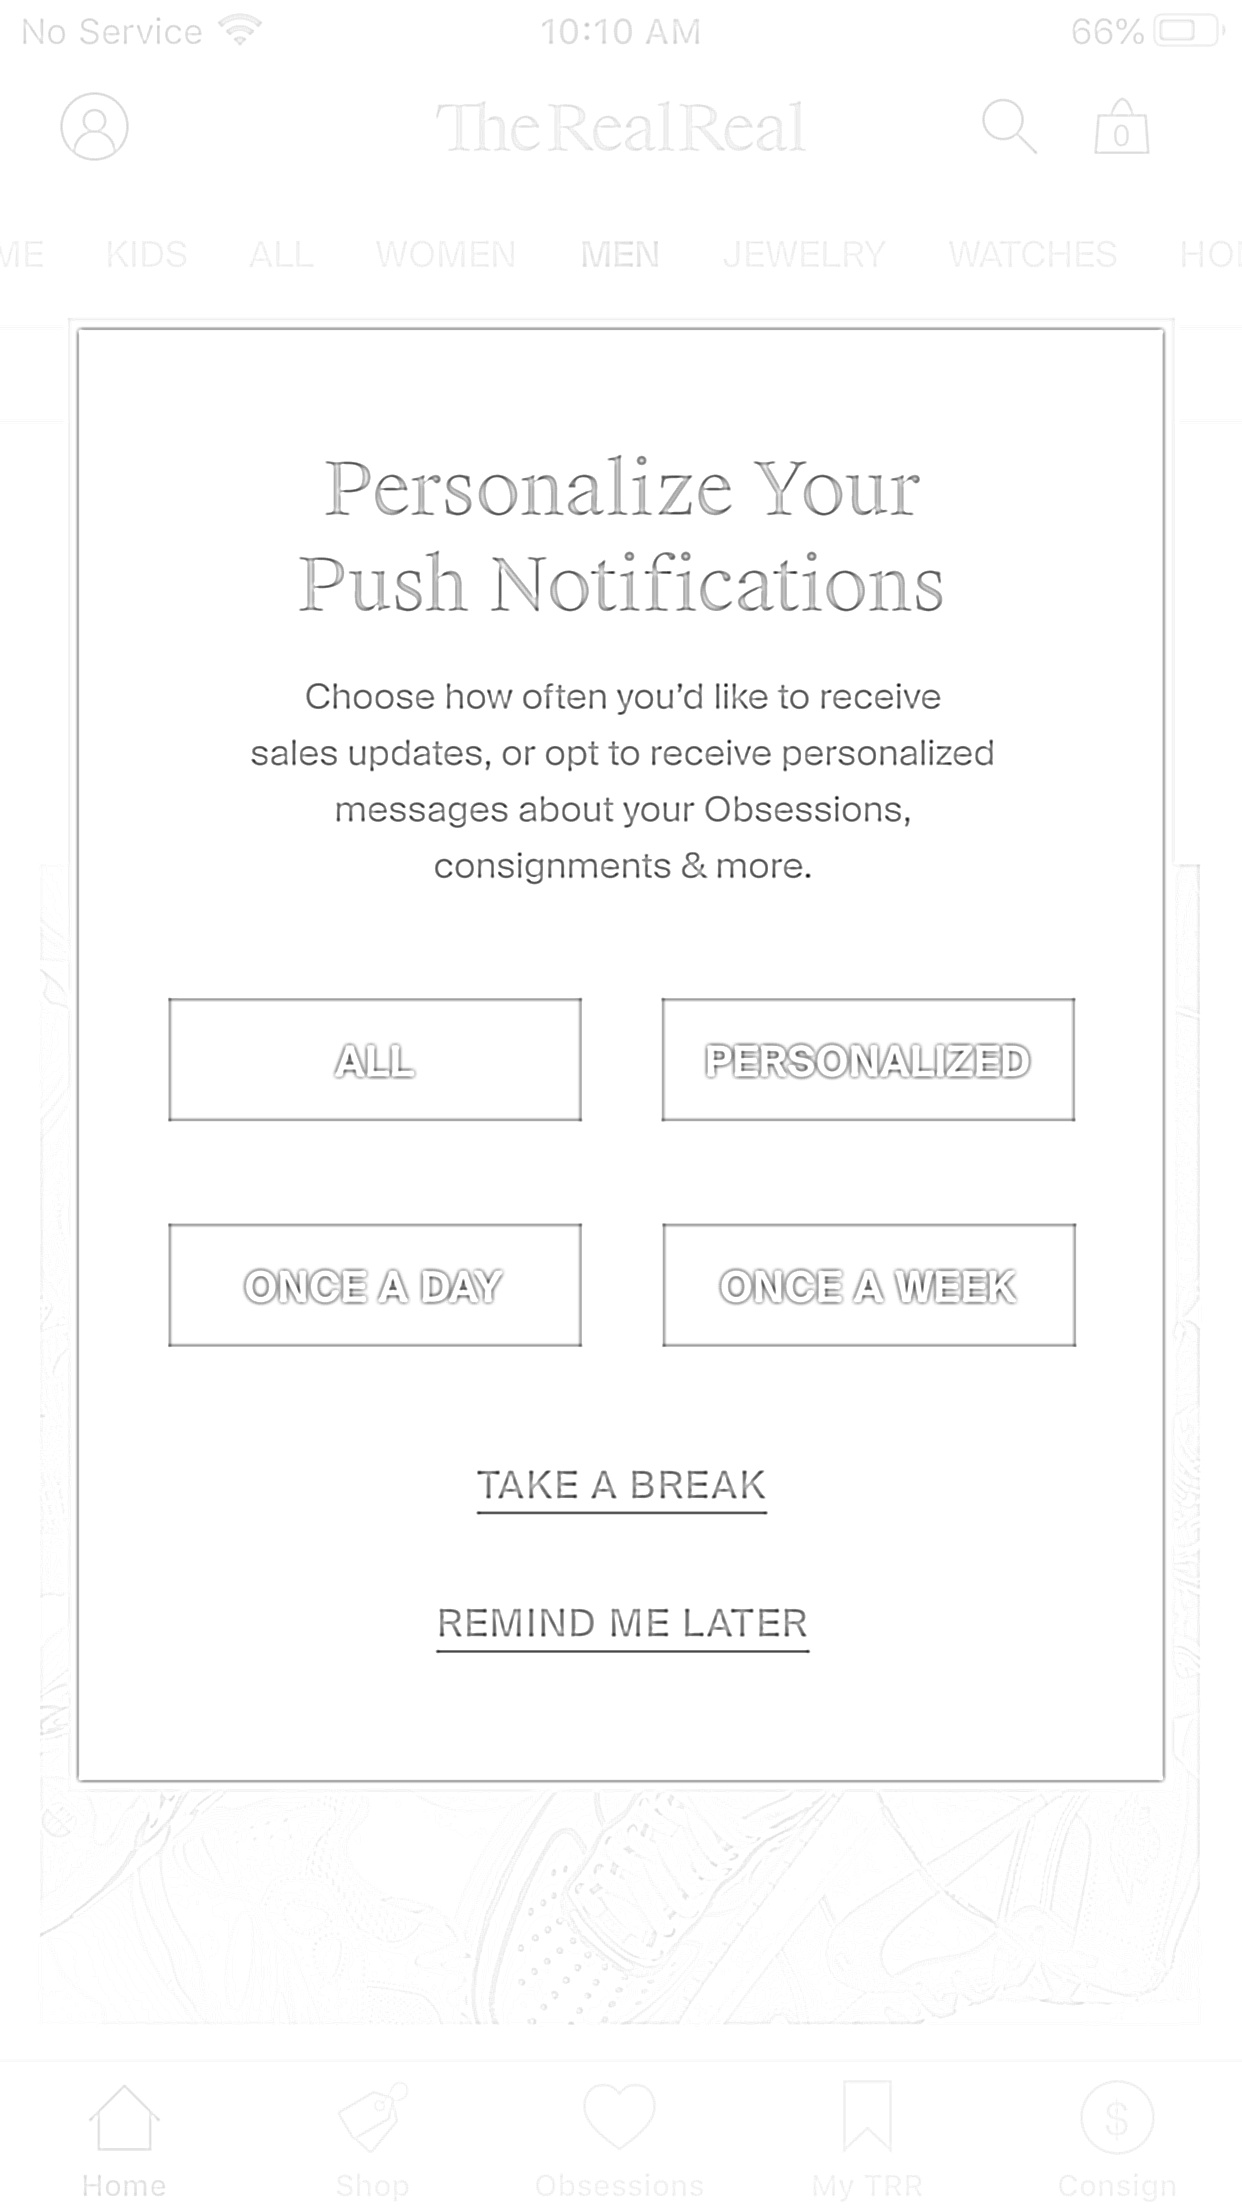 No Service 10:10 AM 66%
The RealReal 0
ME KIDS ALL WOMEN MEN JEWELRY WATCHES HO
Personalize Your
Push Notifications
Choose how often you’d like to receive
sales updates, or opt to receive personalized
messages about your Obsessions,
consignments & more.
ALL PERSONALIZED
ONCE A DAY ONCE A WEEK
TAKE A BREAK
REMIND ME LATER
$
Home Shop Obsessions My TRR Consign